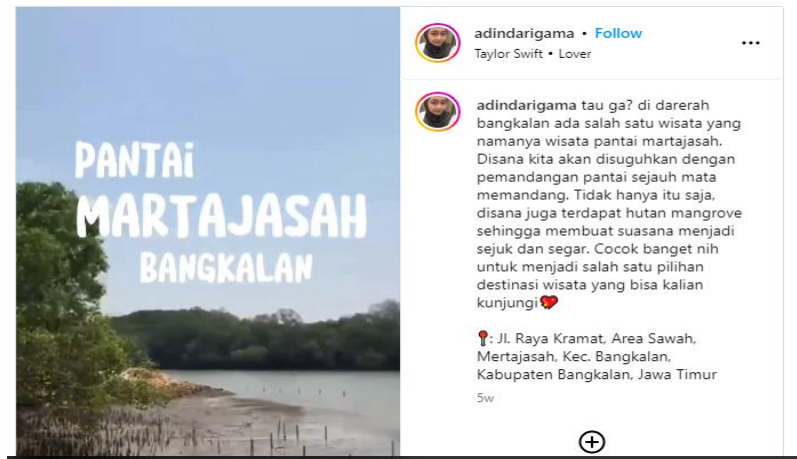 PANTAi
MARTAJASAH
BANGKALAN
adindarigama • Follow
Taylor Swift • Lover
adindarigama tau ga? di darerah
bangkalan ada salah satu wisata yang
namanya wisata pantai martajasah.
Disana kita akan disuguhkan dengan
pemandangan pantai sejauh mata
memandang. Tidak hanya itu saja,
disana juga terdapat hutan mangrove
sehingga membuat suasana menjadi
sejuk dan segar. Cocok banget nih
untuk menjadi salah satu pilihan
destinasi wisata yang bisa kalian
kunjungi💖
📍: Jl. Raya Kramat, Area Sawah,
Mertajasah, Kec. Bangkalan,
Kabupaten Bangkalan, Jawa Timur
5w